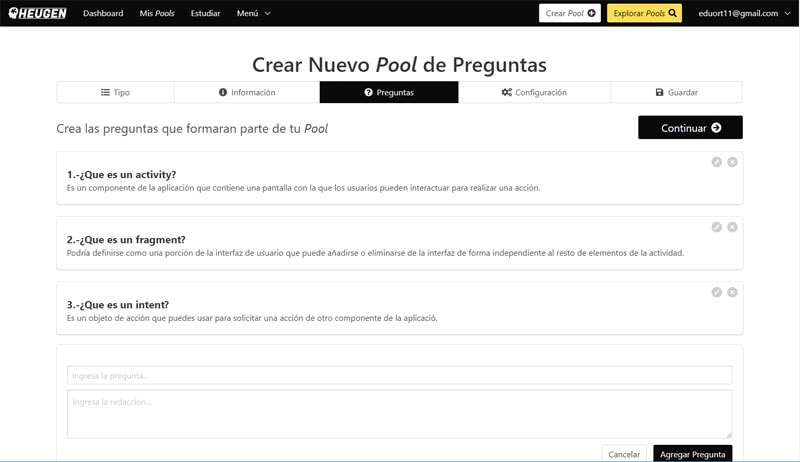 HEUGEN Dashboard Mis Pools Estudiar Menú Crear Pool Explorar Pools eduort11@gmail.com
Crear Nuevo Pool de Preguntas
Tipo Información Preguntas Configuración Guardar
Crea las preguntas que formaran parte de tu Pool Continuar
1.-¿Que es un activity?
Es un componente de la aplicación que contiene una pantalla con la que los usuarios pueden interactuar para realizar una acción.
2.-¿Que es un fragment?
Podría definirse como una porción de la interfaz de usuario que puede añadirse o eliminarse de la interfaz de forma independiente al resto de elementos de la actividad.
3.-¿Que es un intent?
Es un objeto de acción que puedes usar para solicitar una acción de otro componente de la aplicació.
Ingresa la pregunta...
Ingresa la redacción...
Cancelar Agregar Pregunta